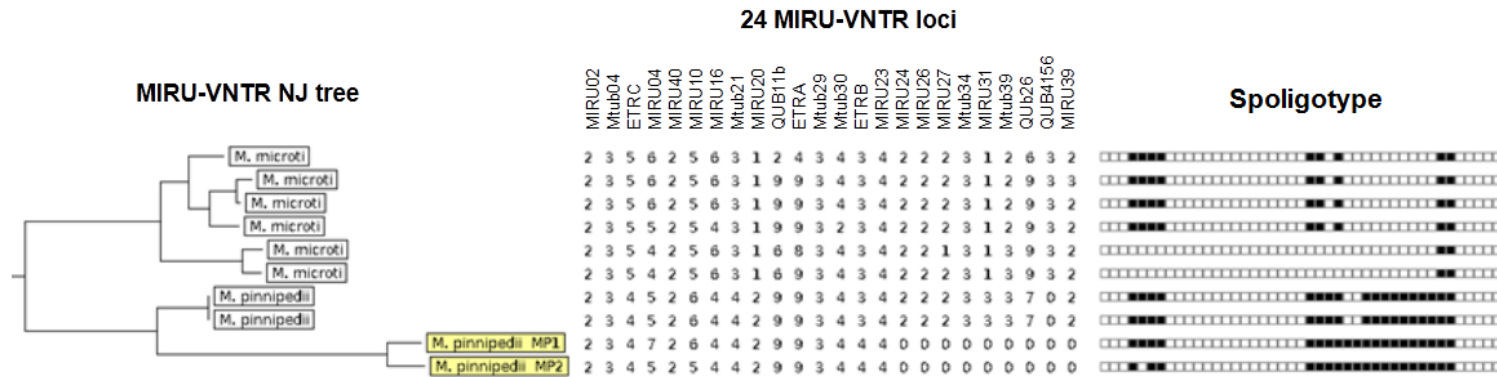 24 MIRU-VNTR loci
MIRU-VNTR NJ tree
MIRU02
Mtub04
ETRC
MIRU04
MIRU40
MIRU10
MIRU16
Mtub21
MIRU20
QUB11b
ETRA
Mtub29
Mtub30
ETRB
MIRU23
MIRU24
MIRU26
MIRU27
Mtub34
MIRU31
Mtub39
QUb26
QUB4156
MIRU39
Spoligotype
M. microti 2 3 5 6 2 5 6 3 1 2 4 3 4 3 4 2 2 2 3 1 2 6 3 2
M. microti 2 3 5 6 2 5 6 3 1 9 9 3 4 3 4 2 2 2 3 1 2 9 3 3
M. microti 2 3 5 6 2 5 6 3 1 9 9 3 4 3 4 2 2 2 3 1 2 9 3 2
M. microti 2 3 5 5 2 5 4 3 1 9 9 3 2 3 4 2 2 2 3 1 2 9 3 2
M. microti 2 3 5 4 2 5 6 3 1 6 8 3 4 3 4 2 2 1 3 1 3 9 3 2
M. microti 2 3 5 4 2 5 6 3 1 6 9 3 4 3 4 2 2 2 3 1 3 9 3 2
M. pinnipedii 2 3 4 5 2 6 4 4 2 9 9 3 4 3 4 2 2 2 3 3 3 7 0 2
M. pinnipedii 2 3 4 5 2 6 4 4 2 9 9 3 4 3 4 2 2 2 3 3 3 7 0 2
M. pinnipedii MP1 2 3 4 7 2 6 4 4 2 9 9 3 4 4 4 0 0 0 0 0 0 0 0 0
M. pinnipedii MP2 2 3 4 5 2 6 4 4 2 9 9 3 4 4 4 0 0 0 0 0 0 0 0 0